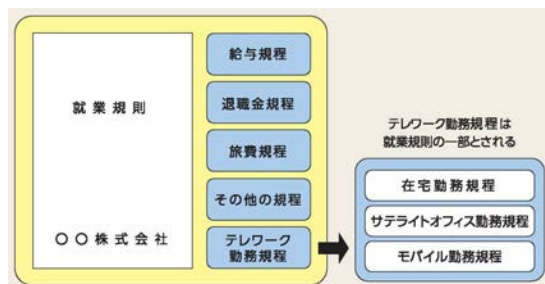 就業規則
〇〇株式会社
給与規程
退職金規程
旅費規程
その他の規程
テレワーク
勤務規程
テレワーク勤務規程は
就業規則の一部とされる
在宅勤務規程
サテライトオフィス勤務規程
モバイル勤務規程